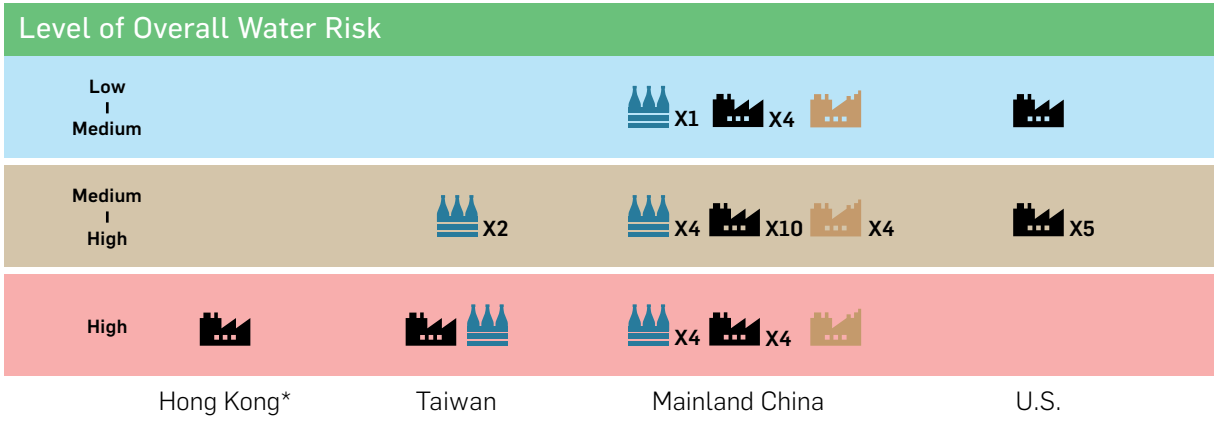 Level of Overall Water Risk
Low
Medium
X1 X4
Medium
High
X2 X4 X10 X4 X5
High
X4 X4
Hong Kong* Taiwan Mainland China U.S.